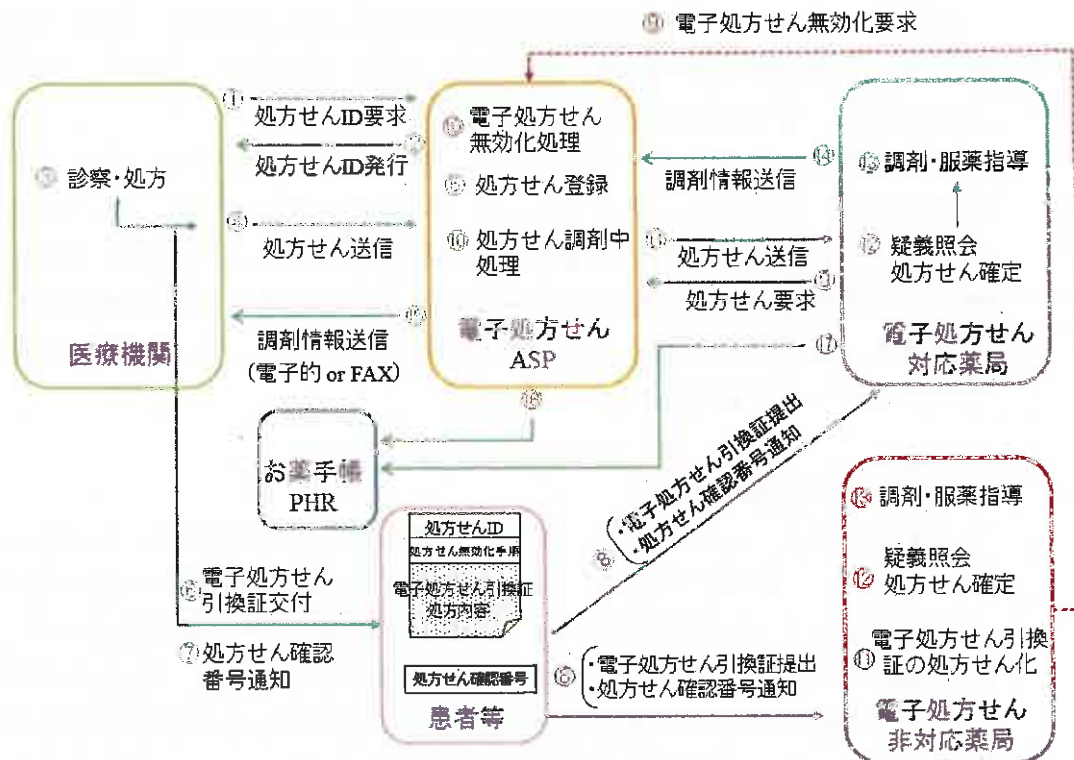 ⑨ 電子処方せん無効化要求
① 処方せんID要求
処方せんID発行
診察・処方
④ 処方せん送信
調剤情報送信
(電子的 or FAX)
医療機関
電子処方せん
無効化処理
処方せん登録
⑩ 処方せん調剤中
処理
電子処方せん
ASP
⑭ 調剤情報送信
⑪ 処方せん送信
処方せん要求
⑰
⑬ 調剤・服薬指導
⑫ 疑義照会
処方せん確定
電子処方せん
対応薬局
⑯
お薬手帳
PHR
⑧ ・電子処方せん引換証提出
・処方せん確認番号通知
処方せんID
処方せん無効化手順
電子処方せん引換証
処方内容
処方せん確認番号
患者等
⑥ 電子処方せん
引換証交付
⑦ 処方せん確認
番号通知
⑧ ・電子処方せん引換証提出
・処方せん確認番号通知
⑬ 調剤・服薬指導
⑫ 疑義照会
処方せん確定
⑪ 電子処方せん引換
証の処方せん化
電子処方せん
非対応薬局